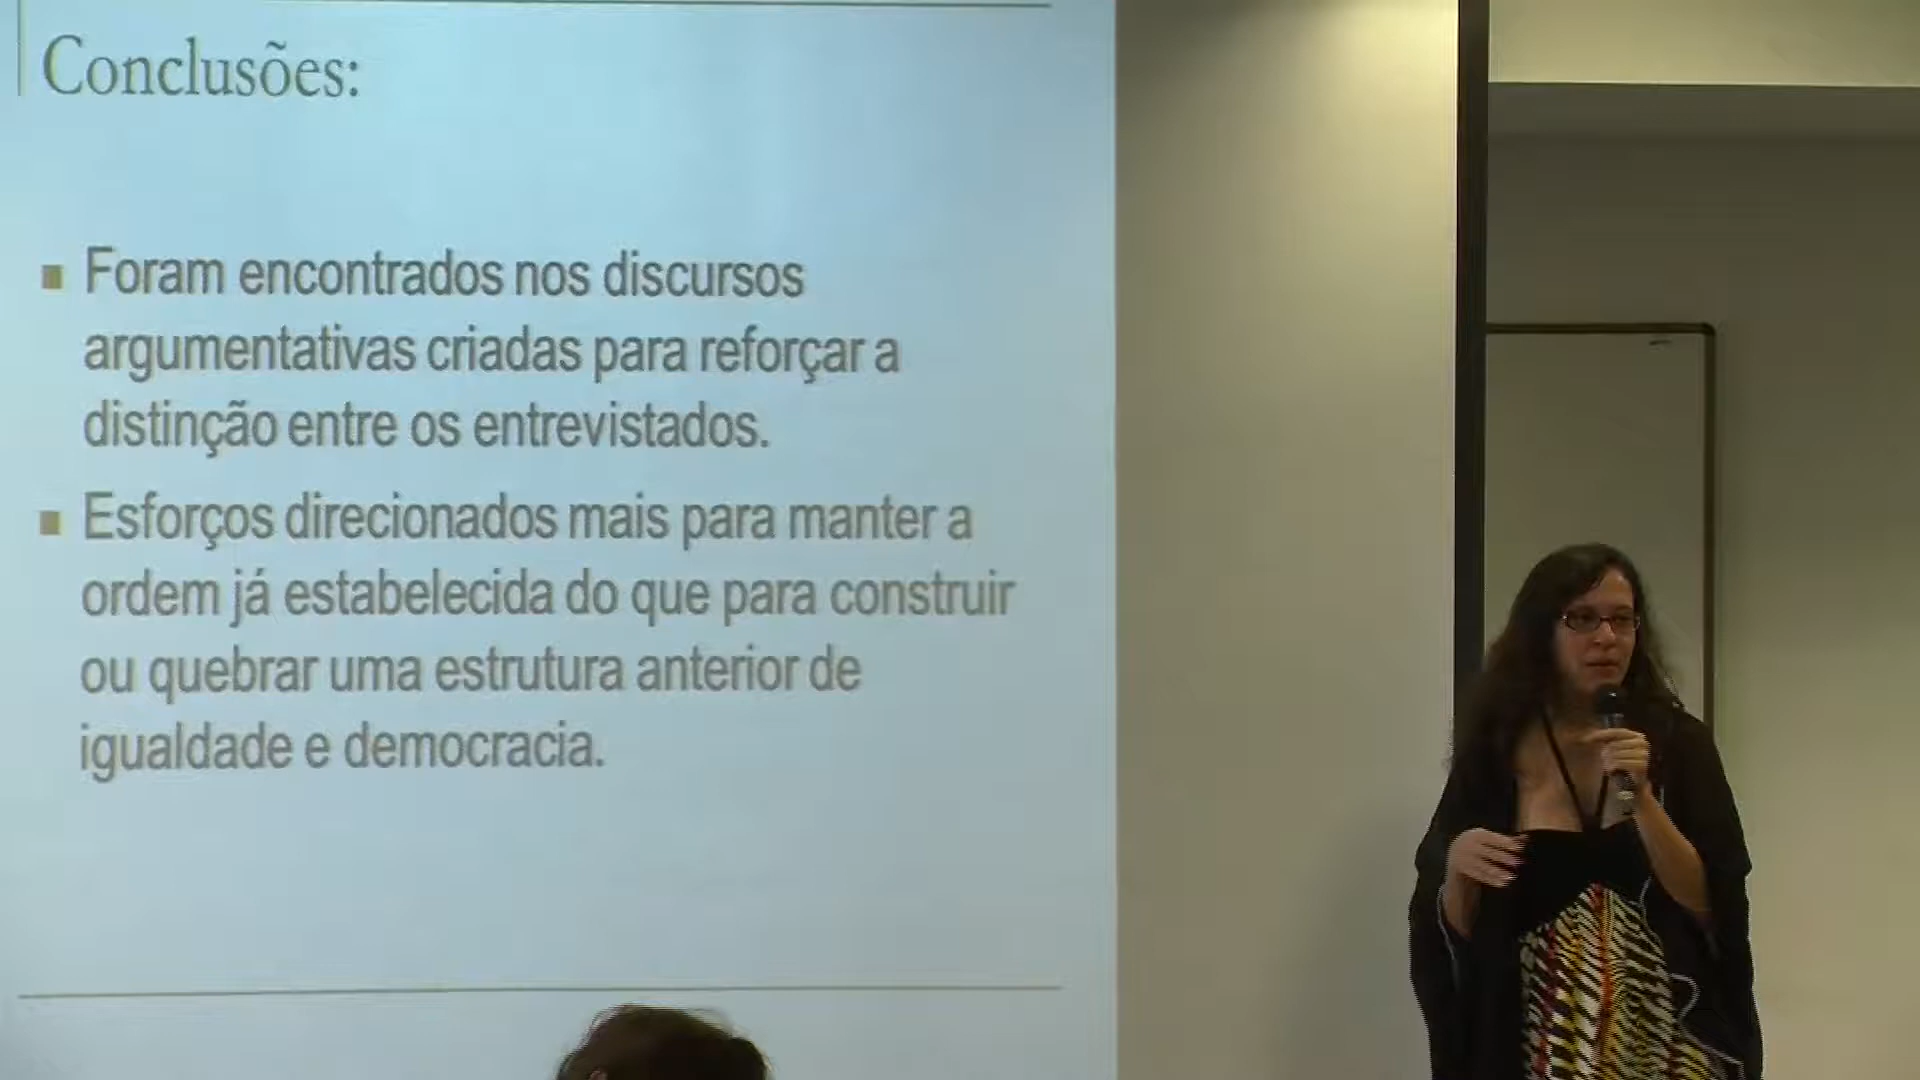 Conclusões:
Foram encontrados nos discursos
argumentativas criadas para reforçar a
distinção entre os entrevistados.
Esforços direcionados mais para manter a
ordem já estabelecida do que para construir
ou quebrar uma estrutura anterior de
igualdade e democracia.